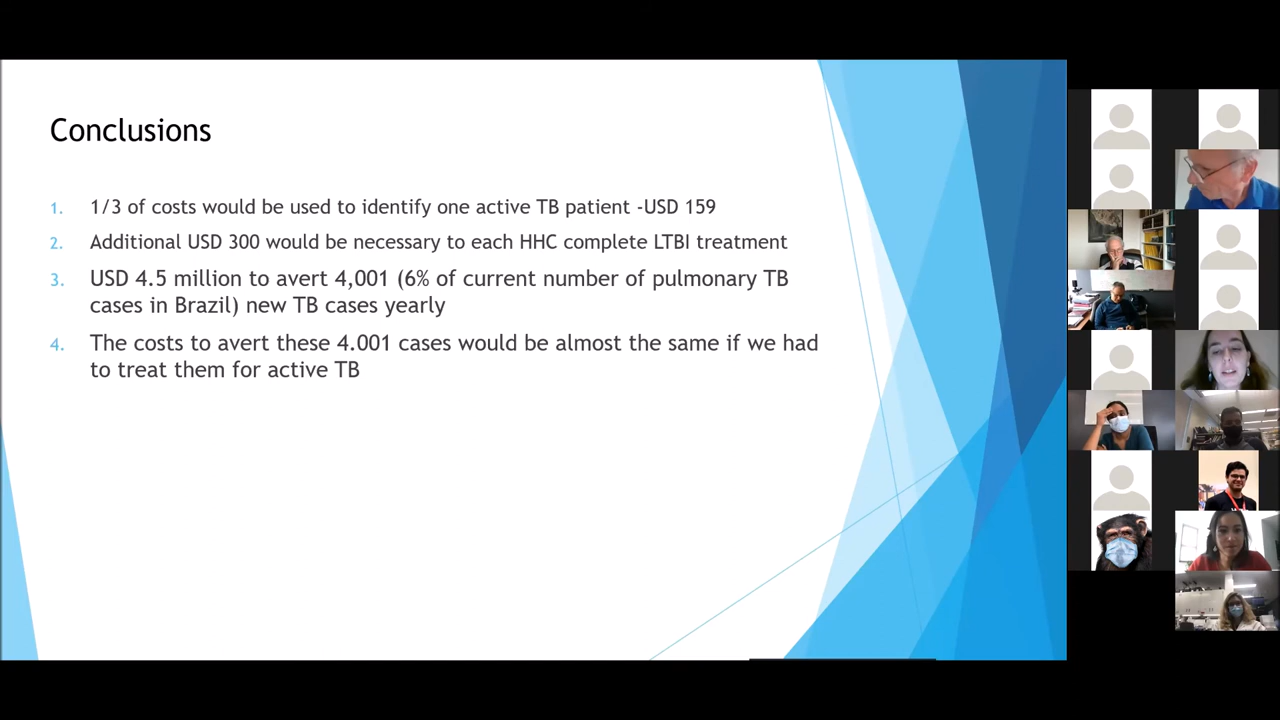 Conclusions
1. 1/3 of costs would be used to identify one active TB patient -USD 159
2. Additional USD 300 would be necessary to each HHC complete LTBI treatment
3. USD 4.5 million to avert 4,001 (6% of current number of pulmonary TB
cases in Brazil) new TB cases yearly
4. The costs to avert these 4.001 cases would be almost the same if we had
to treat them for active TB